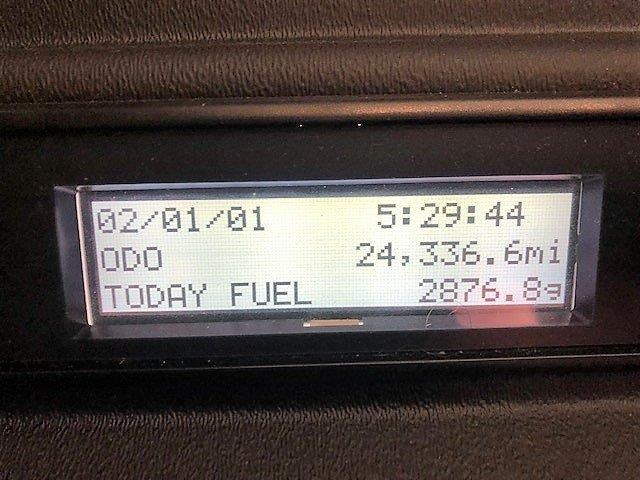 02/01/01 5:29:44
ODO 24,336.6mi
TODAY FUEL 2876.8g